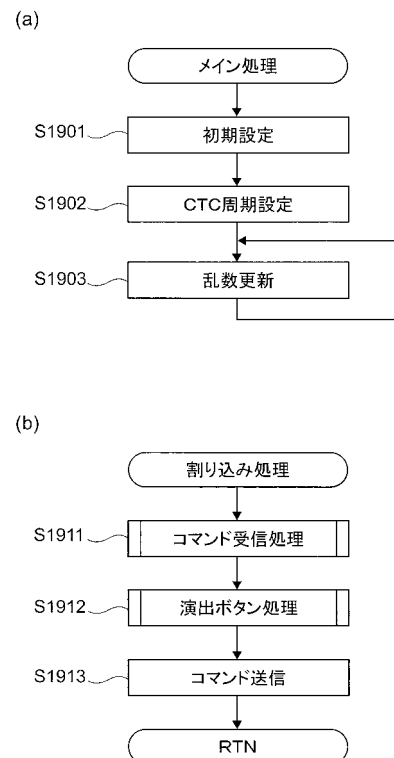 (a)
メイン処理
S1901
初期設定
S1902
CTC周期設定
S1903
乱数更新
(b)
割り込み処理
S1911
コマンド受信処理
S1912
演出ボタン処理
S1913
コマンド送信
RTN